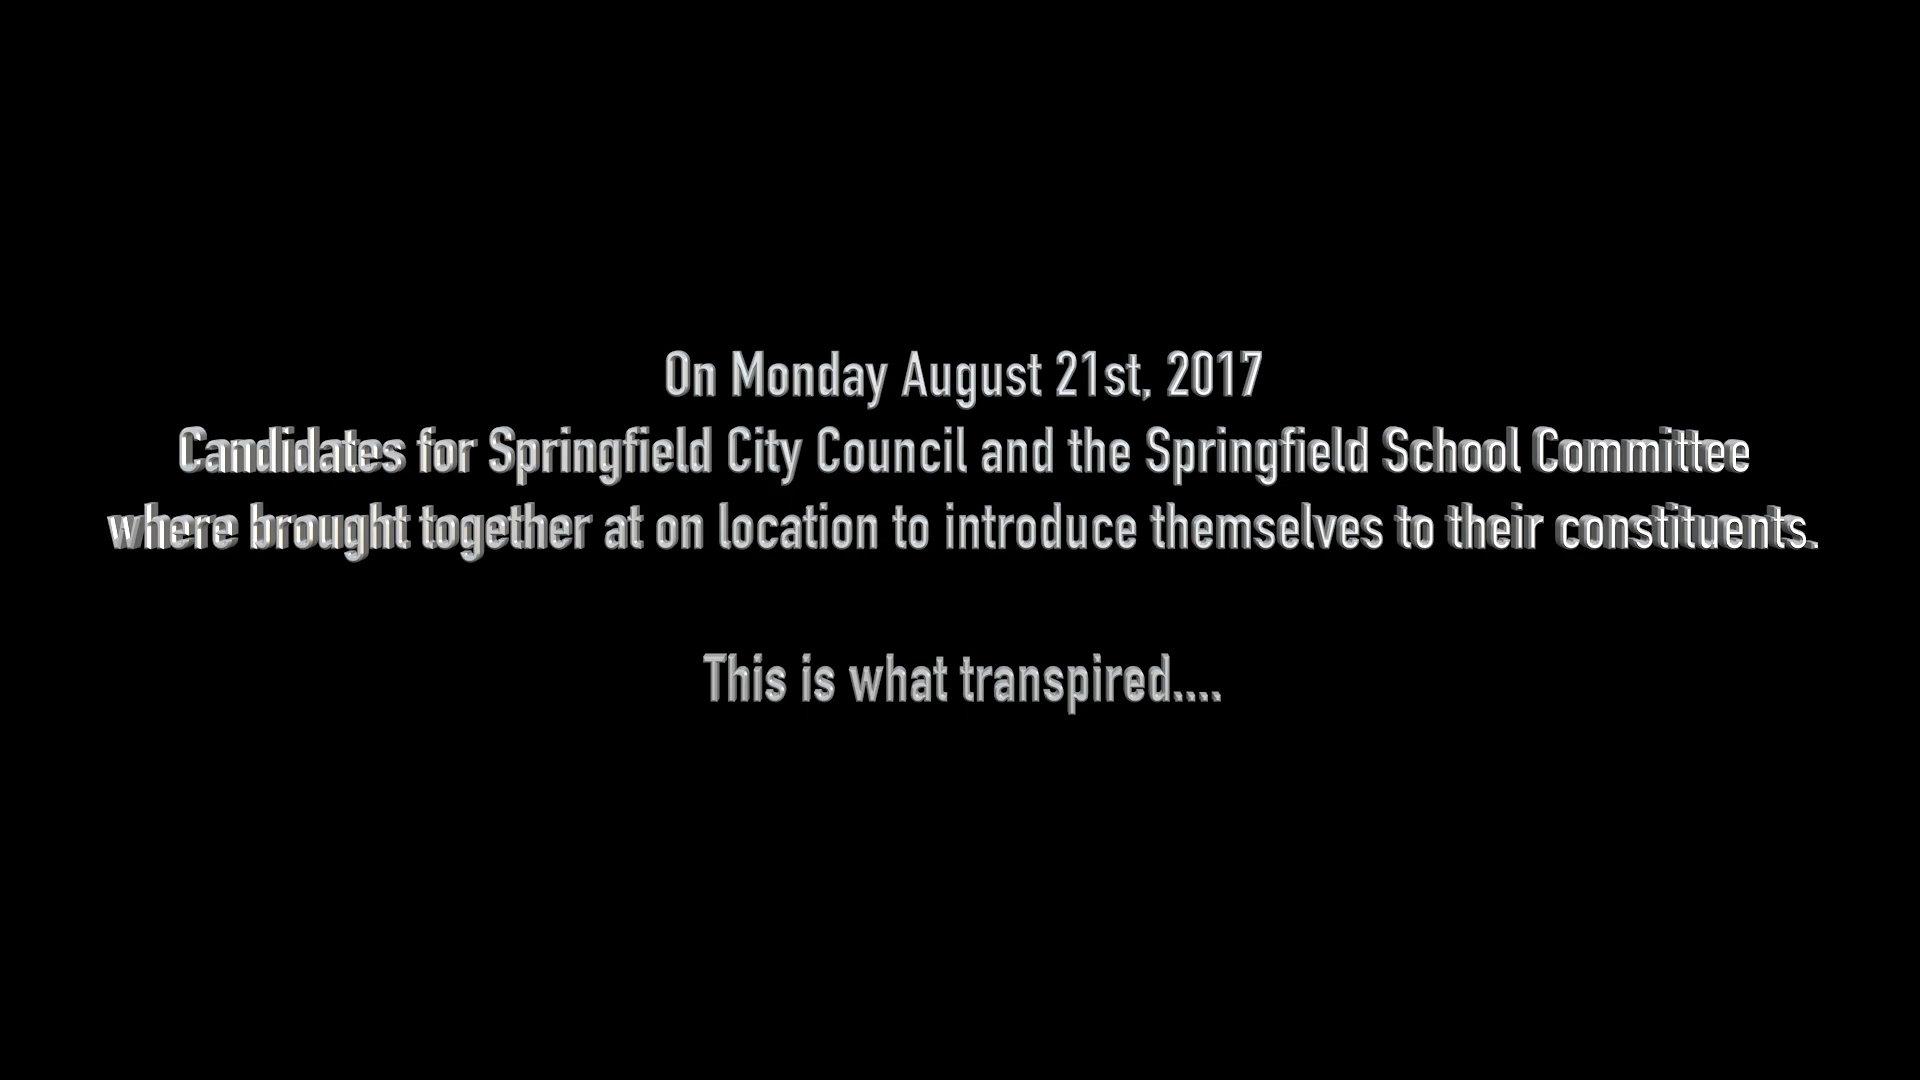 On Monday August 21st, 2017
Candidates for Springfield City Council and the Springfield School Committee
where brought together at on location to introduce themselves to their constituents.
This is what transpired....